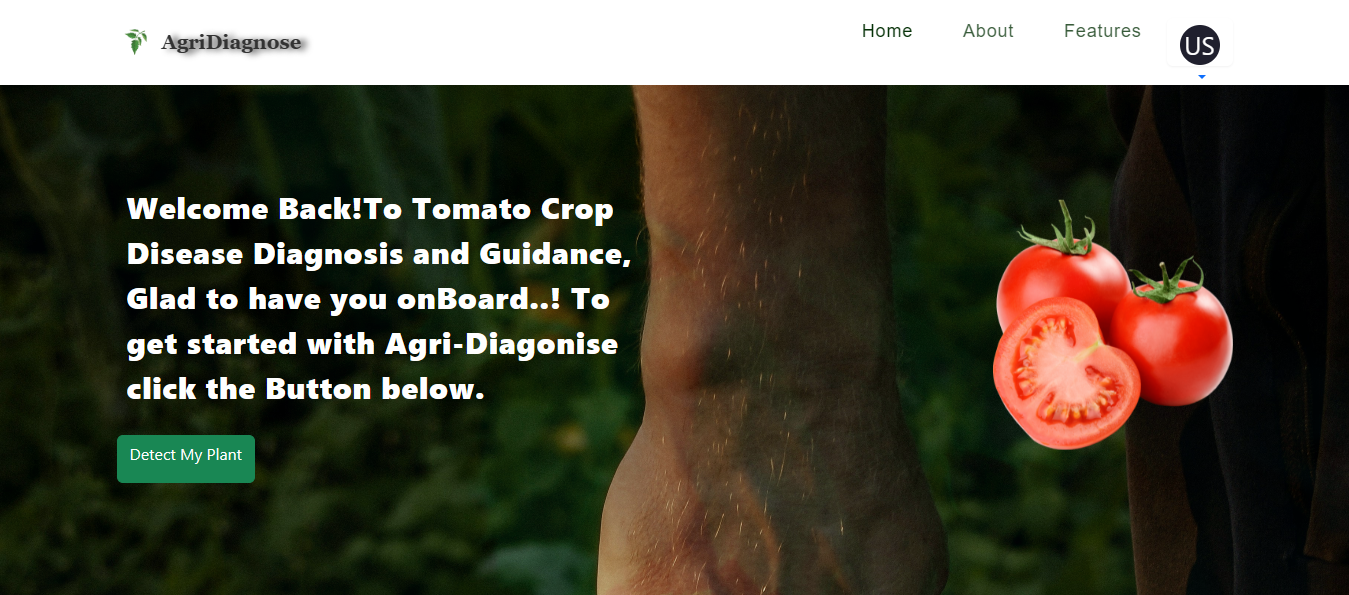 AgriDiagnose
Home
About
Features
US
Welcome Back!To Tomato Crop
Disease Diagnosis and Guidance,
Glad to have you onBoard..! To
get started with Agri-Diagonise
click the Button below.
Detect My Plant